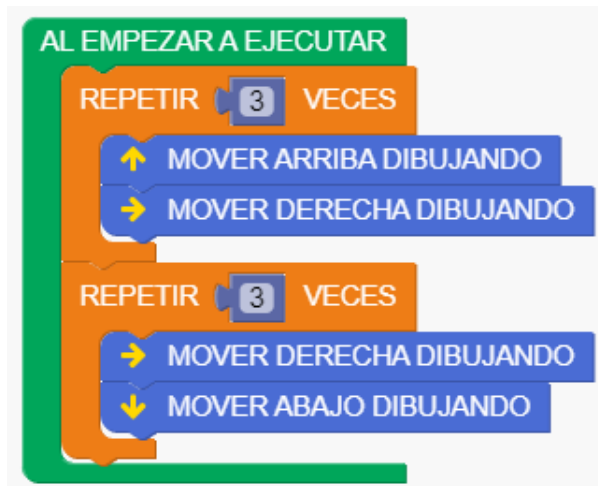 AL EMPEZAR A EJECUTAR
REPETIR 3 VECES
MOVER ARRIBA DIBUJANDO
MOVER DERECHA DIBUJANDO
REPETIR 3 VECES
MOVER DERECHA DIBUJANDO
MOVER ABAJO DIBUJANDO